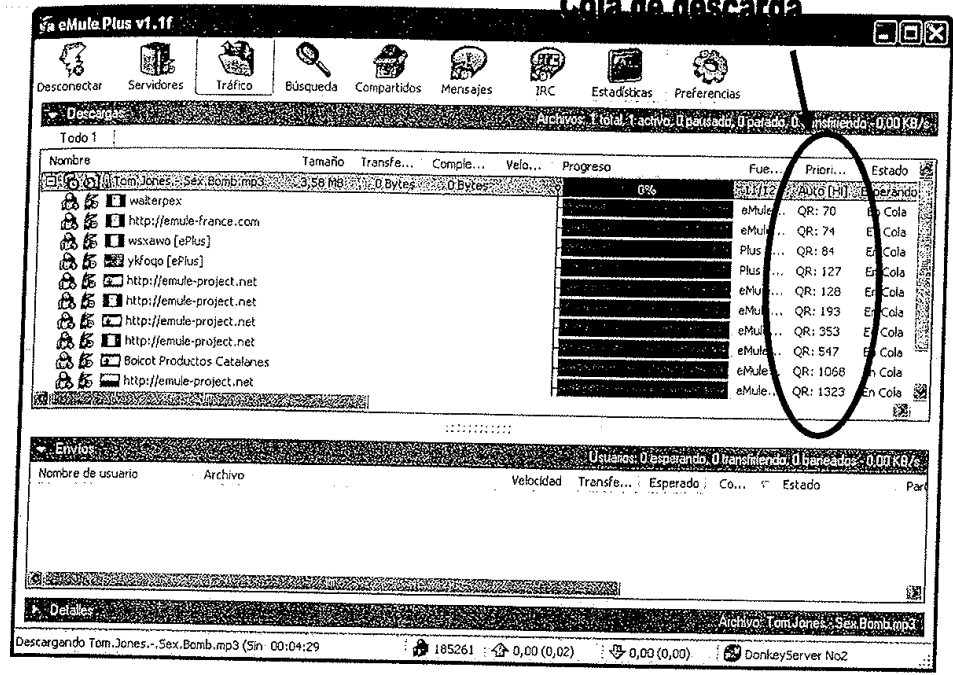 Cola de descarga
eMule Plus v1.1f
Desconectar Servidores Tráfico Búsqueda Compartidos Mensajes IRC Estadísticas Preferencias
Descargas Archivos: 1 total, 1 activo, 0 pausado, 0 parado, 0 -0,00 KB/s
Todo 1
Nombre Tamaño Transfe... Comple... Velo... Progreso Fue... Priori... Estado
Tom.Jones.-.Sex.Bomb.mp3 3,58 MB 0 Bytes 0 Bytes 0% 11/12 Auto [Hi] Esperando
walterpex eMule... QR: 70 En Cola
http://emule-france.com eMule... QR: 74 En Cola
wsxawo [ePlus] Plus ... QR: 84 En Cola
ykfoqo [ePlus] Plus ... QR: 127 En Cola
http://emule-project.net eMule... QR: 128 En Cola
http://emule-project.net eMule... QR: 193 En Cola
http://emule-project.net eMule... QR: 353 En Cola
http://emule-project.net eMule... QR: 547 En Cola
Boicot Productos Catalanes eMule... QR: 1068 En Cola
http://emule-project.net eMule... QR: 1323 En Cola
Envíos Usuarios: 0 esperando, 0 transfiriendo, 0 baneados -0,00 KB/s
Nombre de usuario Archivo Velocidad Transfe... Esperado Co... Estado Part
Detalles Archivo: Tom.Jones.-.Sex.Bomb.mp3
Descargando Tom.Jones.-.Sex.Bomb.mp3 (Sin 00:04:29 185261 0,00 (0,02) 0,00 (0,00) DonkeyServer No2